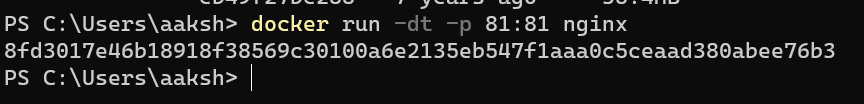 PS C:\Users\aaksh> docker run -dt -p 81:81 nginx
8fd3017e46b18918f38569c30100a6e2135eb547f1aaa0c5ceaad380abee76b3
PS C:\Users\aaksh>